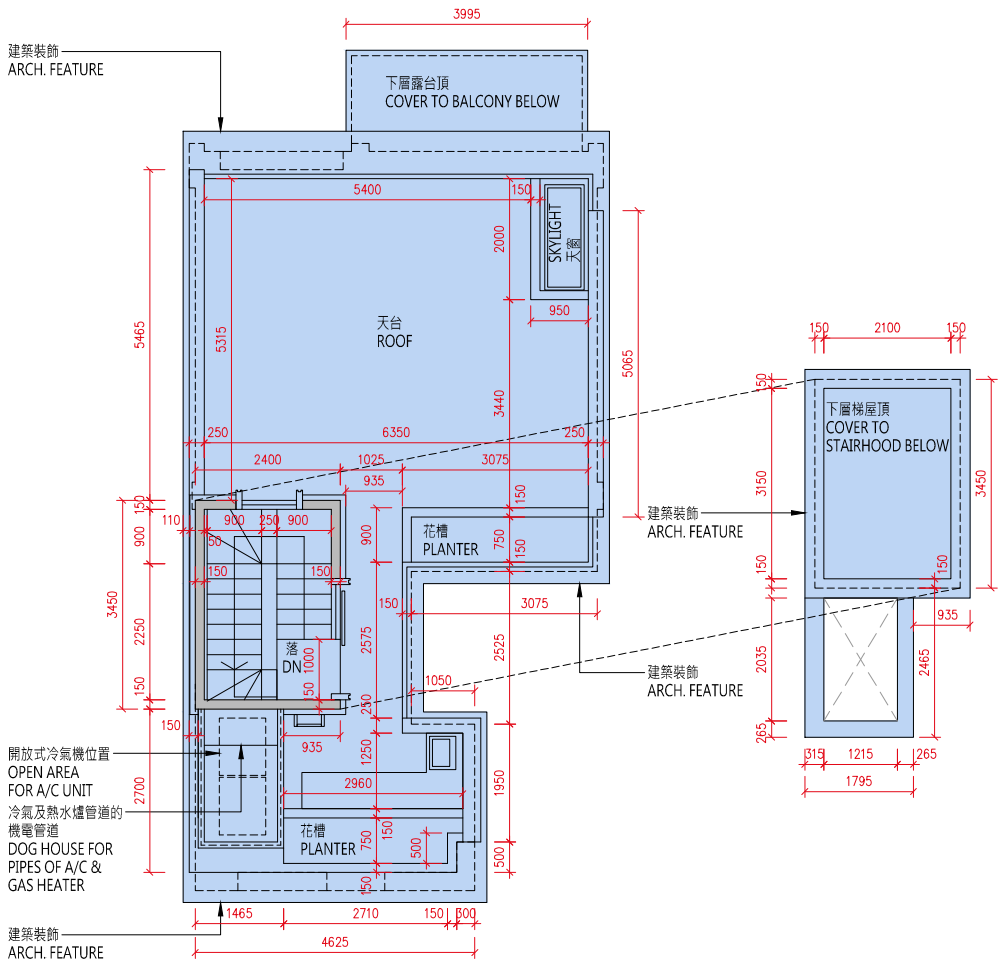 3995
建築裝飾
ARCH. FEATURE
下層露台頂
COVER TO BALCONY BELOW
5400
150
SKYLIGHT
天窗
2000
950
5465
5315
天台
ROOF
5065
3440
250
6350
250
2400
1025
3075
935
150
150
110
900
250
900
50
900
900
花槽
PLANTER
750
150
150
150
3450
2250
2575
150
3075
2525
落
DN.
1000
150
150
250
1050
150
935
開放式冷氣機位置
OPEN AREA
FOR A/C UNIT
冷氣及熱水爐管道的
機電管道
DOG HOUSE FOR
PIPES OF A/C &
GAS HEATER
2700
1250
2960
1950
花槽
PLANTER
750
150
500
500
150
建築裝飾
ARCH. FEATURE
1465
2710
150
300
4625
150
2100
150
150
下層梯屋頂
COVER TO
STAIRHOOD BELOW
3150
3450
建築裝飾
ARCH. FEATURE
150
150
935
2035
2465
建築裝飾
ARCH. FEATURE
265
315
1215
265
1795